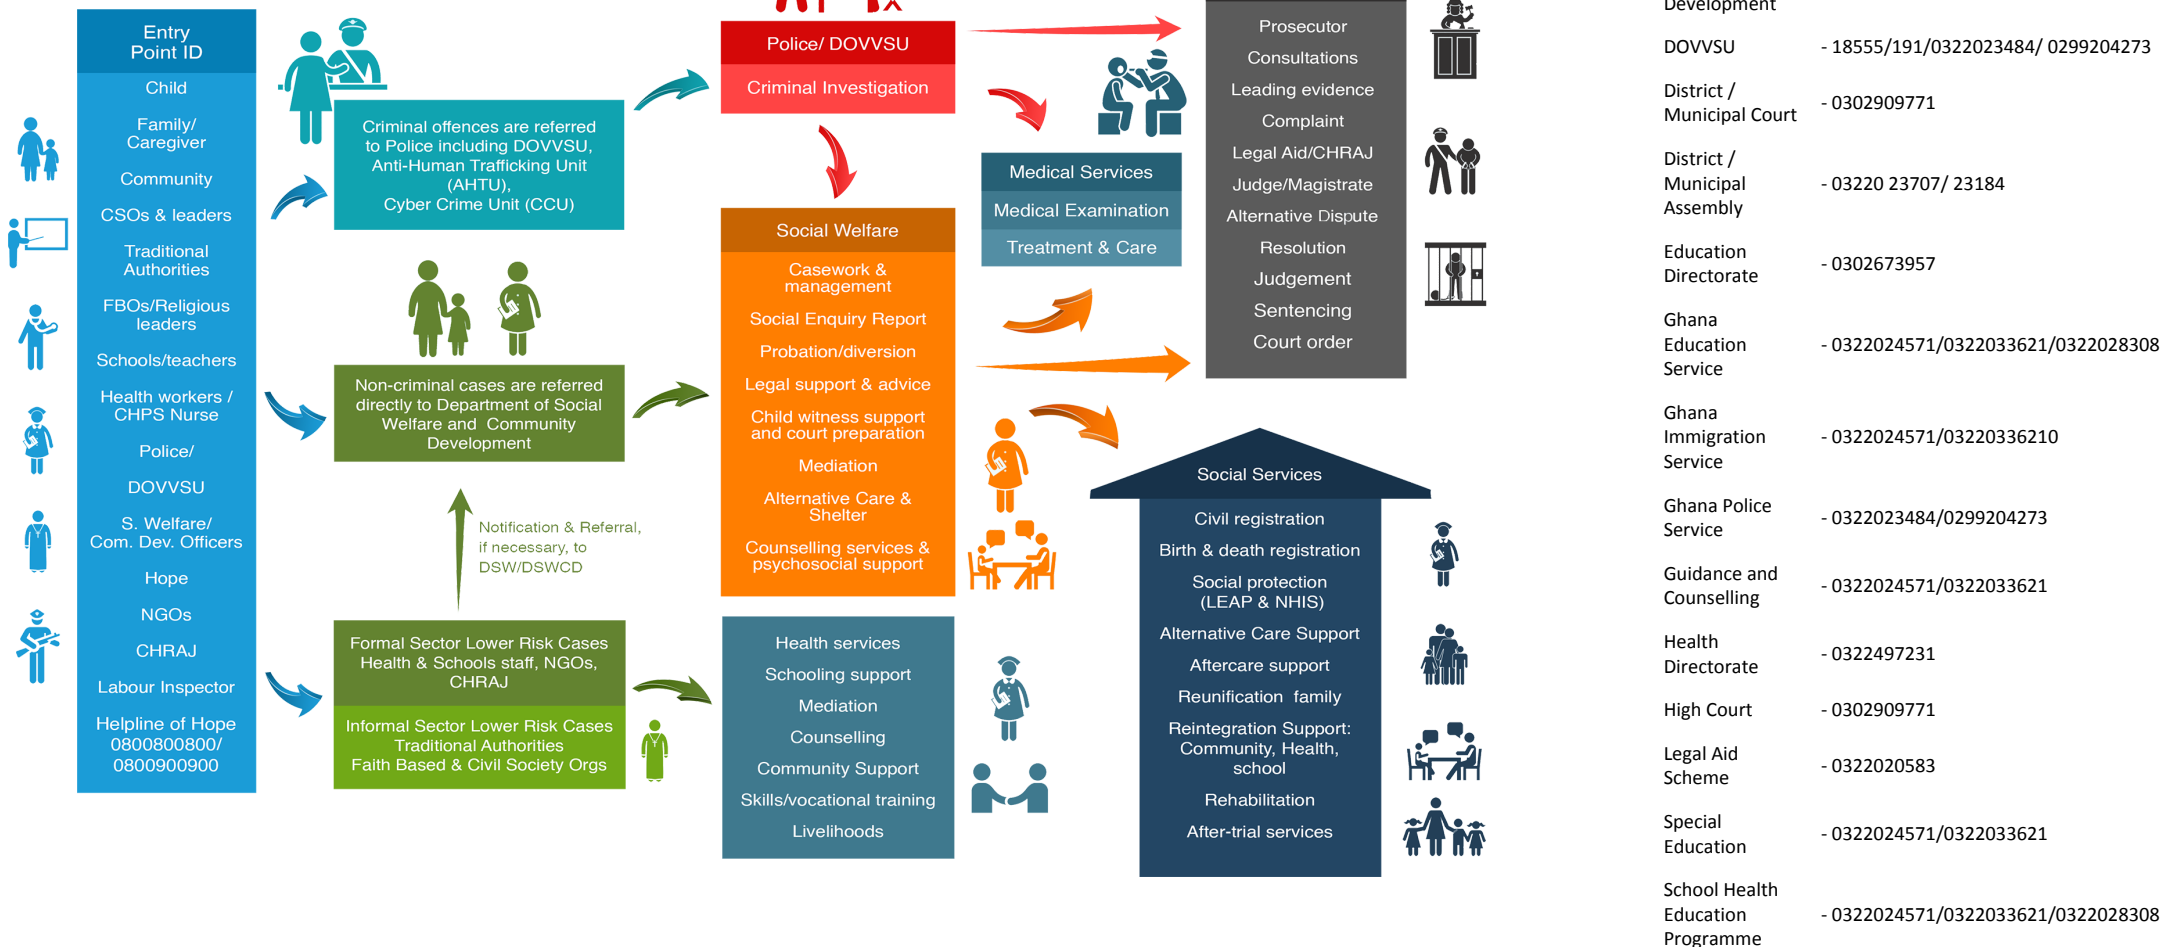 Entry
Point ID
Child
Family/
Caregiver
Community
CSOs & leaders
Traditional
Authorities
FBOs/Religious
leaders
Schools/teachers
Health workers /
CHPS Nurse
Police/
DOVVSU
S. Welfare/
Com. Dev. Officers
Hope
NGOs
CHRAJ
Labour Inspector
Helpline of Hope
0800800800/
0800900900
Criminal offences are referred
to Police including DOVVSU,
Anti-Human Trafficking Unit
(AHTU),
Cyber Crime Unit (CCU)
Non-criminal cases are referred
directly to Department of Social
Welfare and Community
Development
Notification & Referral,
if necessary, to
DSW/DSWCD
Formal Sector Lower Risk Cases
Health & Schools staff, NGOs,
CHRAJ
Informal Sector Lower Risk Cases
Traditional Authorities
Faith Based & Civil Society Orgs
Police/ DOVVSU
Criminal Investigation
Social Welfare
Casework &
management
Social Enquiry Report
Probation/diversion
Legal support & advice
Child witness support
and court preparation
Mediation
Alternative Care &
Shelter
Counselling services &
psychosocial support
Health services
Schooling support
Mediation
Counselling
Community Support
Skills/vocational training
Livelihoods
Medical Services
Medical Examination
Treatment & Care
Prosecutor
Consultations
Leading evidence
Complaint
Legal Aid/CHRAJ
Judge/Magistrate
Alternative Dispute
Resolution
Judgement
Sentencing
Court order
Social Services
Civil registration
Birth & death registration
Social protection
(LEAP & NHIS)
Alternative Care Support
Aftercare support
Reunification family
Reintegration Support:
Community, Health,
school
Rehabilitation
After-trial services
Development
DOVVSU - 18555/191/0322023484/ 0299204273
District /
Municipal Court - 0302909771
District /
Municipal - 03220 23707/ 23184
Assembly
Education
Directorate - 0302673957
Ghana
Education - 0322024571/0322033621/0322028308
Service
Ghana
Immigration - 0322024571/03220336210
Service
Ghana Police
Service - 0322023484/0299204273
Guidance and
Counselling - 0322024571/0322033621
Health
Directorate - 0322497231
High Court - 0302909771
Legal Aid
Scheme - 0322020583
Special
Education - 0322024571/0322033621
School Health
Education - 0322024571/0322033621/0322028308
Programme